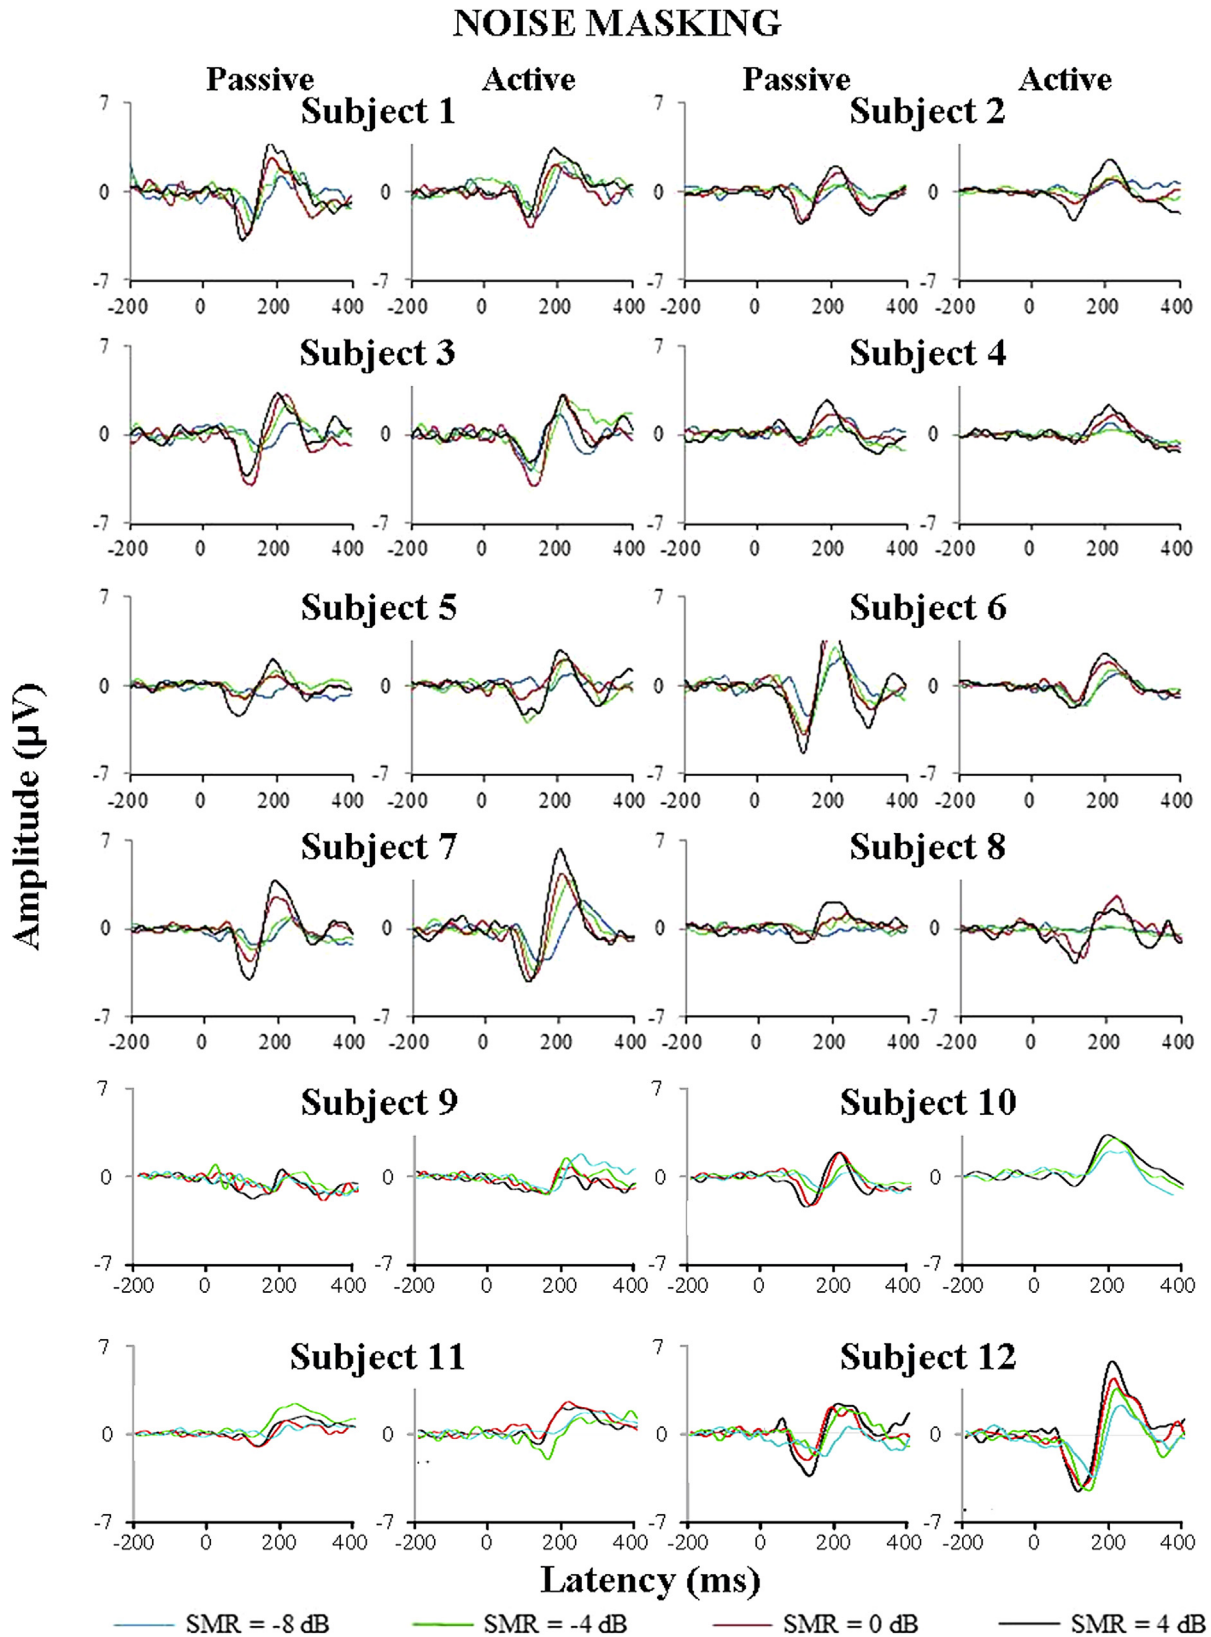 NOISE MASKING
Passive Active Passive Active
Subject 1 Subject 2
7 7
0 0 0 0
-7 -7 -7 -7
-200 0 200 400 -200 0 200 400 -200 0 200 400 -200 0 200 400
Subject 3 Subject 4
7 7
0 0 0 0
-7 -7 -7 -7
-200 0 200 400 -200 0 200 400 -200 0 200 400 -200 0 200 400
Subject 5 Subject 6
7 7
0 0 0 0
-7 -7 -7 -7
-200 0 200 400 -200 0 200 400 -200 0 200 400 -200 0 200 400
Amplitude (µV)
Subject 7 Subject 8
7 7
0 0 0 0
-7 -7 -7 -7
-200 0 200 400 -200 0 200 400 -200 0 200 400 -200 0 200 400
Subject 9 Subject 10
7 7
0 0 0 0
-7 -7 -7 -7
-200 0 200 400 -200 0 200 400 -200 0 200 400 -200 0 200 400
Subject 11 Subject 12
7 7
0 0 0 0
-7 -7 -7 -7
-200 0 200 400 -200 0 200 400 -200 0 200 400 -200 0 200 400
Latency (ms)
SMR = -8 dB SMR = -4 dB SMR = 0 dB SMR = 4 dB